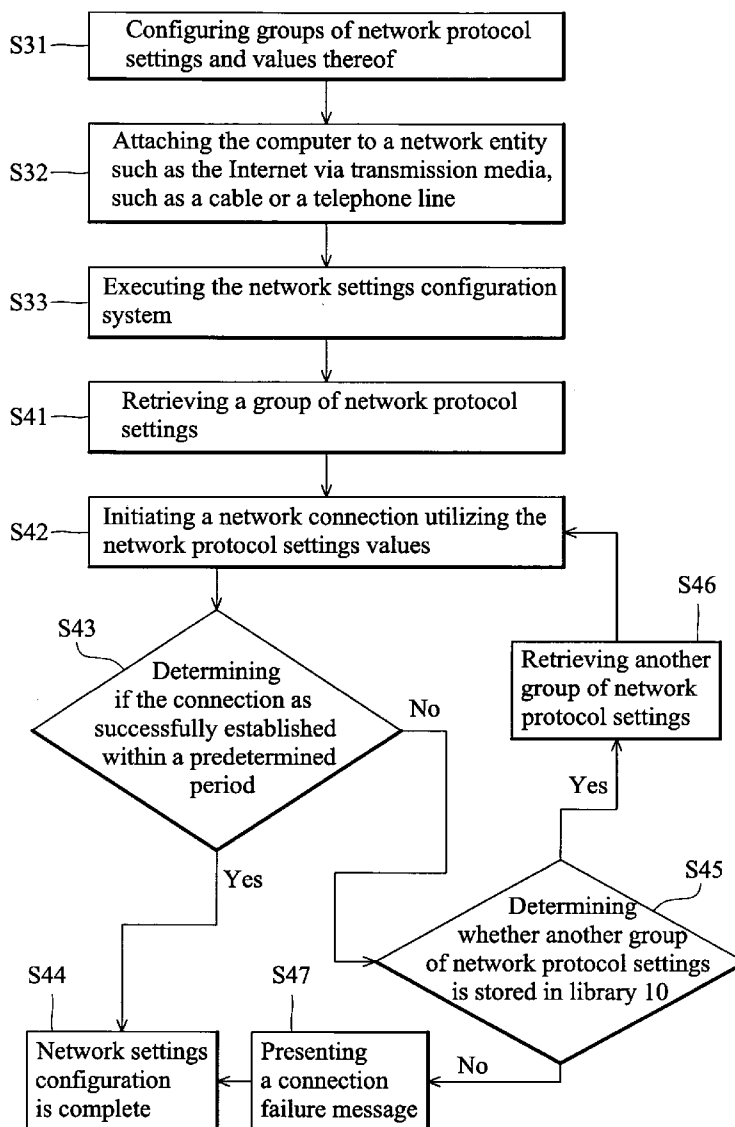 S31
Configuring groups of network protocol
settings and values thereof
S32
Attaching the computer to a network entity
such as the Internet via transmission media,
such as a cable or a telephone line
S33
Executing the network settings configuration
system
S41
Retrieving a group of network protocol
settings
S42
Initiating a network connection utilizing the
network protocol settings values
S43
Determining
if the connection as
successfully established
within a predetermined
period
No
Yes
S46
Retrieving another
group of network
protocol settings
Yes
S45
Determining
whether another group
of network protocol settings
is stored in library 10
No
S47
Presenting
a connection
failure message
S44
Network settings
configuration
is complete